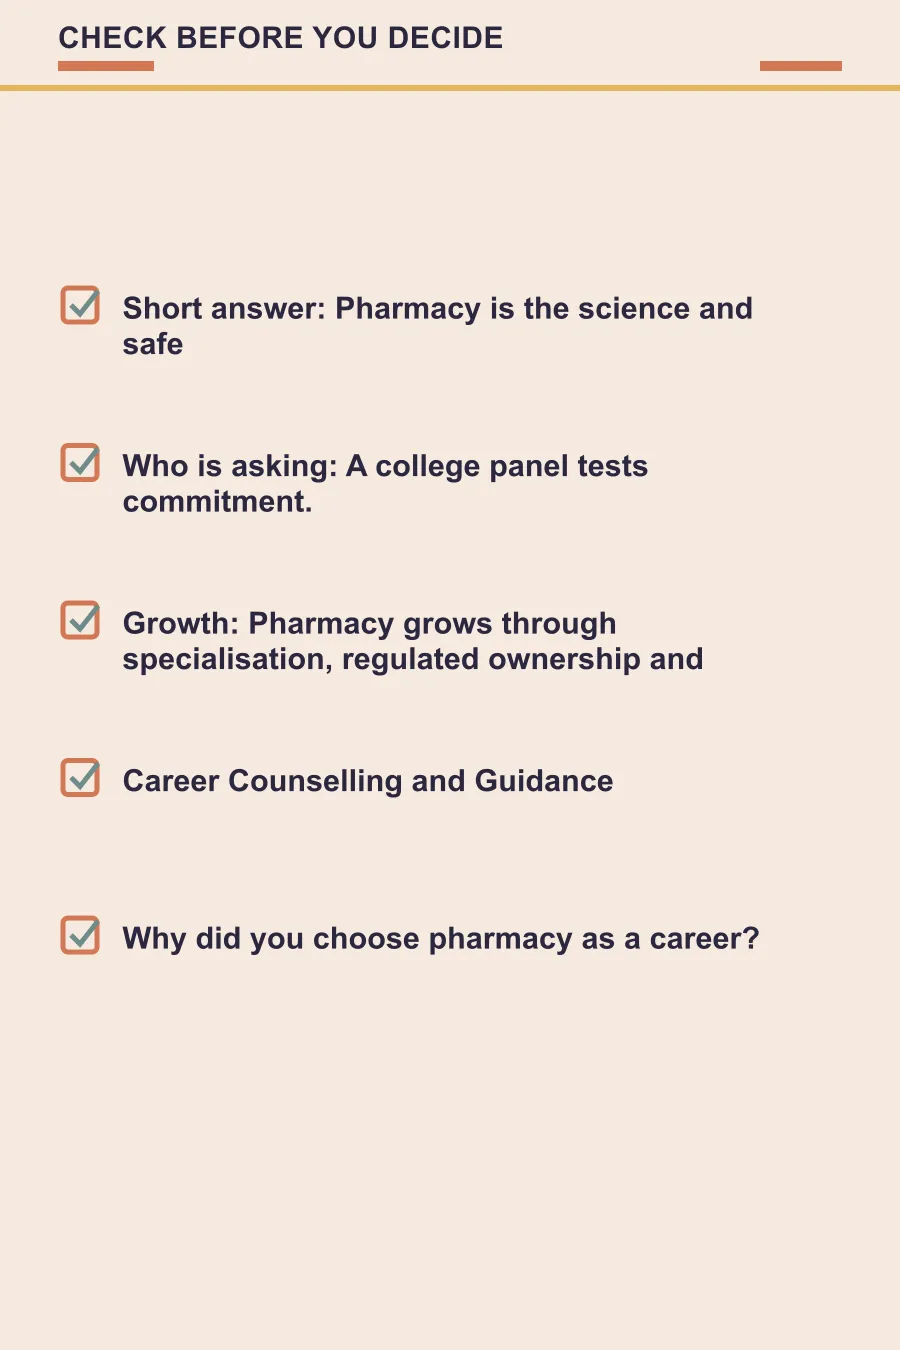 CHECK BEFORE YOU DECIDE
Short answer: Pharmacy is the science and
safe
Who is asking: A college panel tests
commitment.
Growth: Pharmacy grows through
specialisation, regulated ownership and
Career Counselling and Guidance
Why did you choose pharmacy as a career?